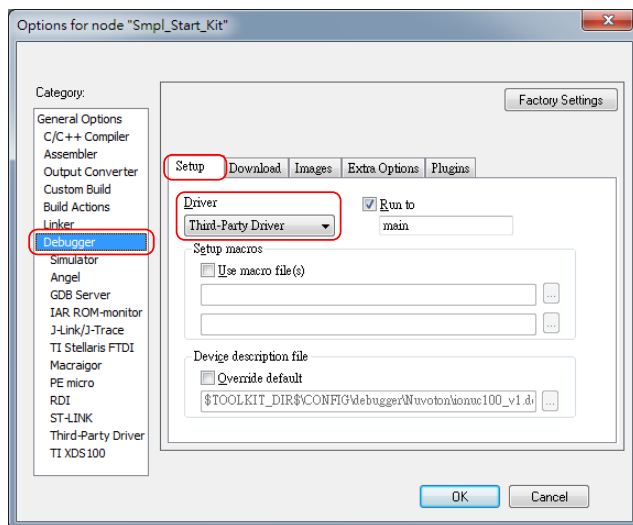 Options for node "Smpl_Start_Kit"
Category:
General Options
C/C++ Compiler
Assembler
Output Converter
Custom Build
Build Actions
Linker
Debugger
Simulator
Angel
GDB Server
IAR ROM-monitor
J-Link/J-Trace
TI Stellaris FTDI
Macraigor
PE micro
RDI
ST-LINK
Third-Party Driver
TI XDS100
Factory Settings
Setup Download Images Extra Options Plugins
Driver
Third-Party Driver
Run to
main
Setup macros
Use macro file(s)
...
...
Device description file
Override default
$TOOLKIT_DIR$\CONFIG\debugger\Nuvoton\ionuc100_v1.d
...
OK Cancel